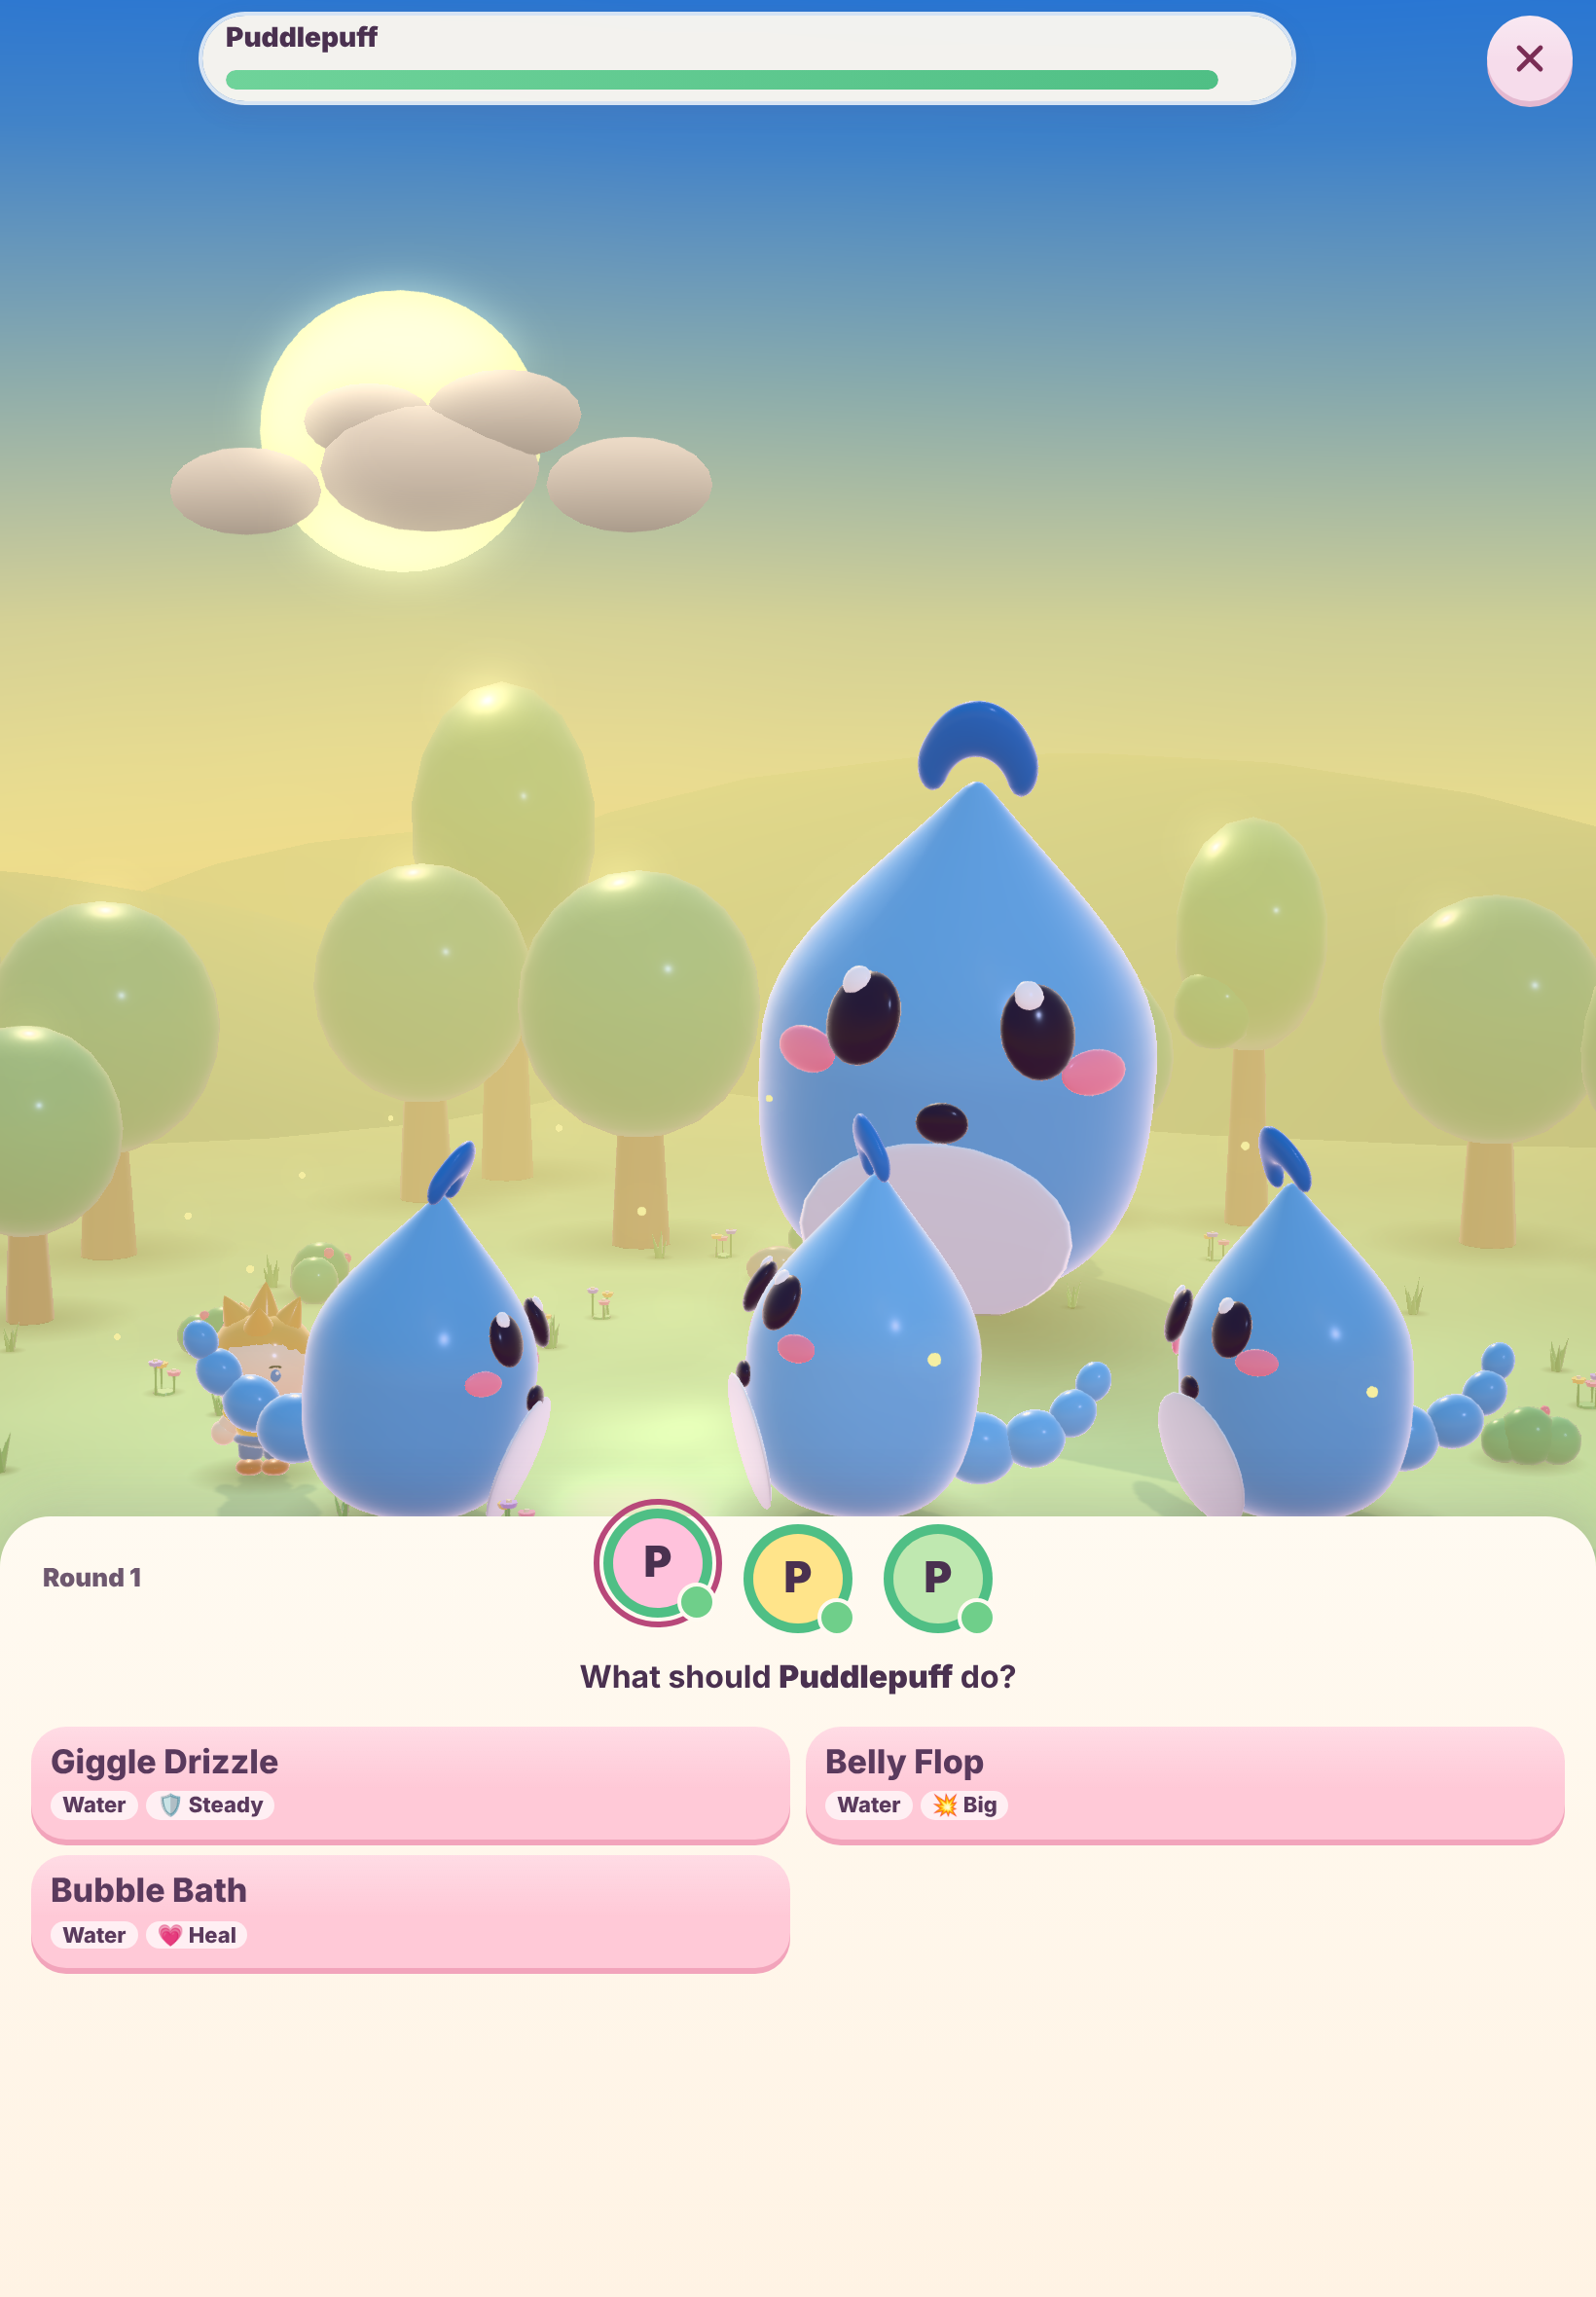 Puddlepuff
Round 1
P
P
P
What should Puddlepuff do?
Giggle Drizzle
Water
🛡️ Steady
Belly Flop
Water
💥 Big
Bubble Bath
Water
💗 Heal